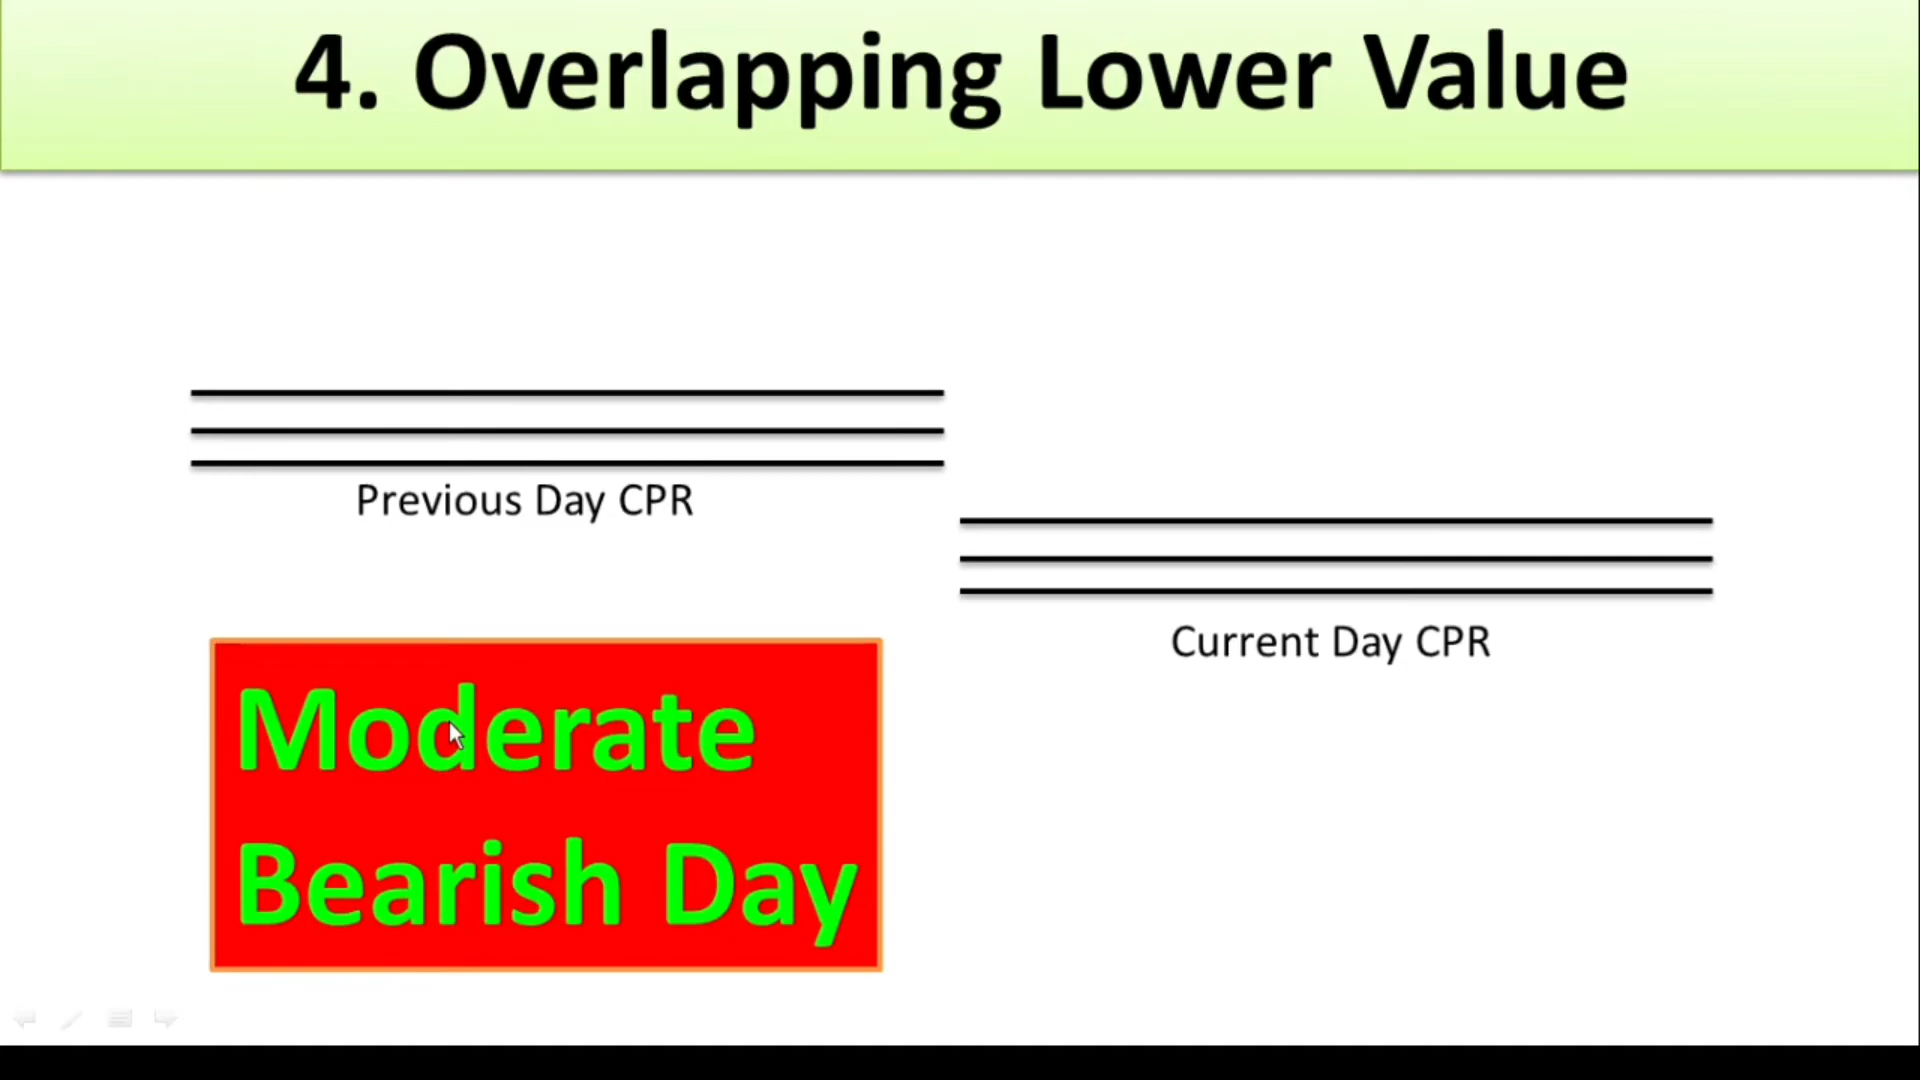 4. Overlapping Lower Value
Previous Day CPR
Current Day CPR
Moderate
Bearish Day